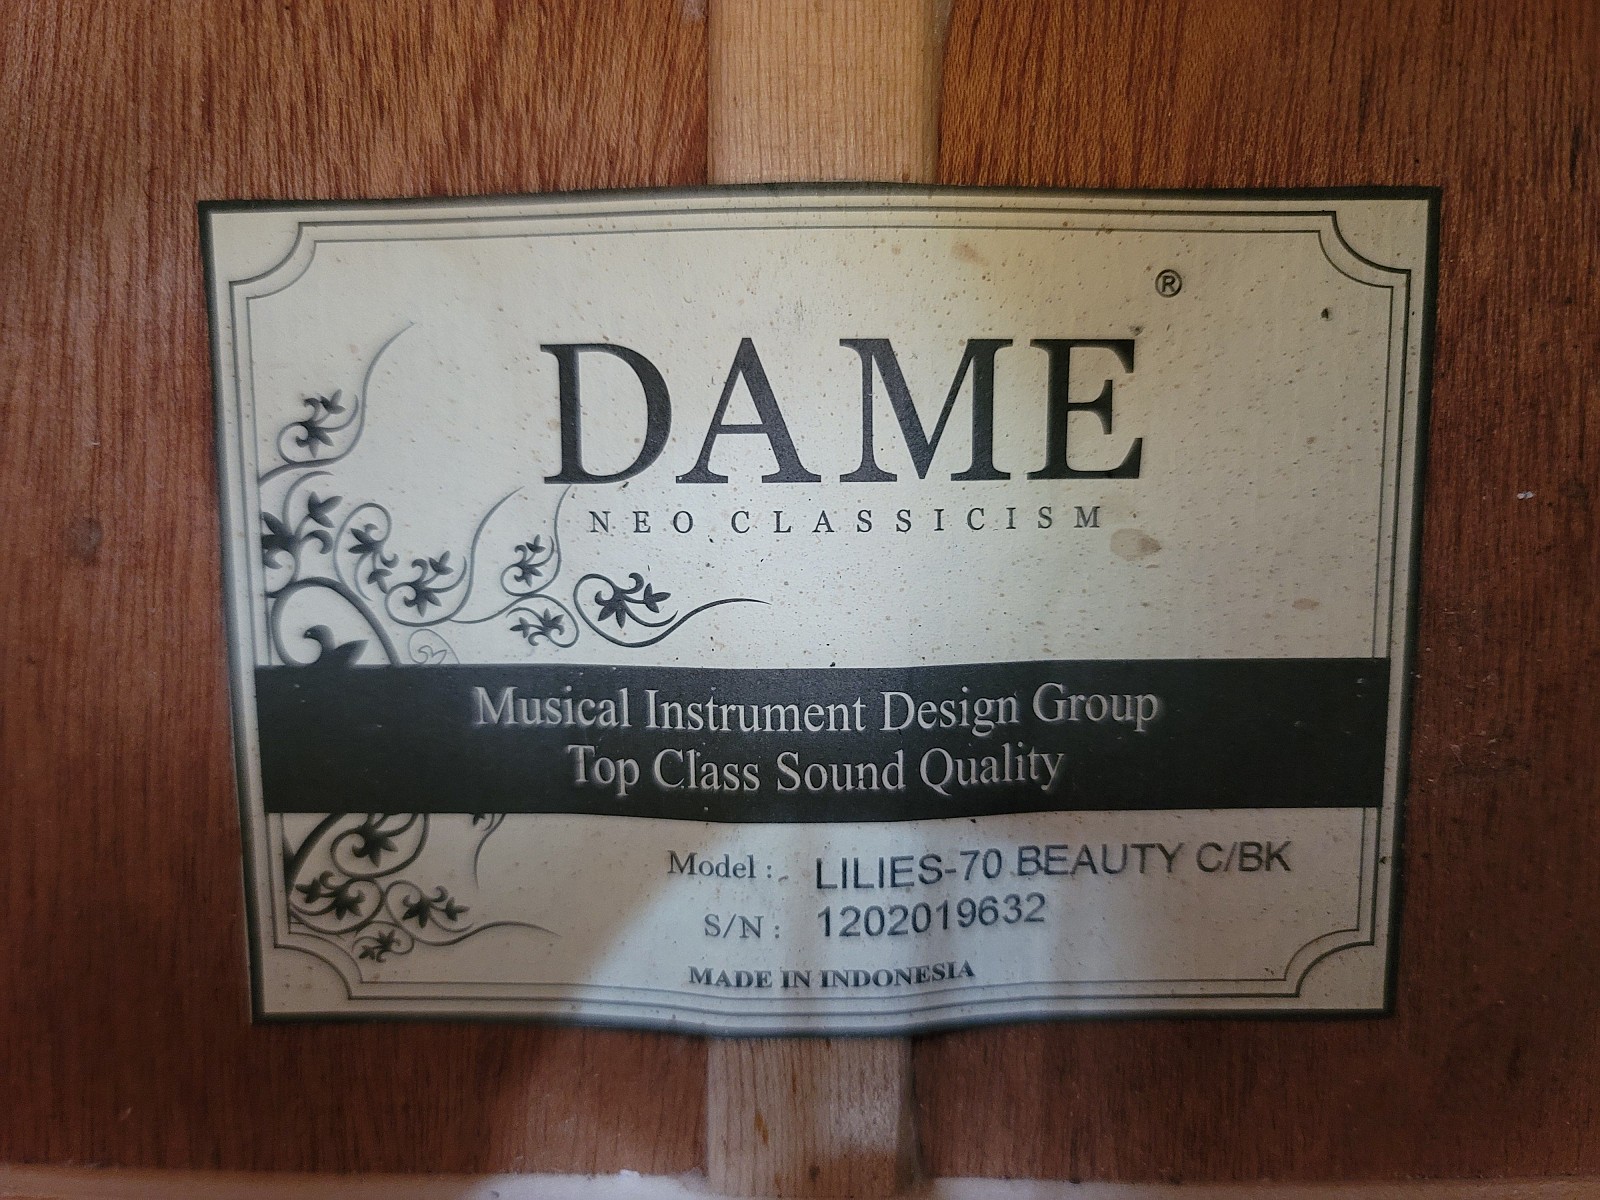 DAME®
NEO CLASSICISM
Musical Instrument Design Group
Top Class Sound Quality
Model : LILIES-70 BEAUTY C/BK
S/N : 1202019632
MADE IN INDONESIA